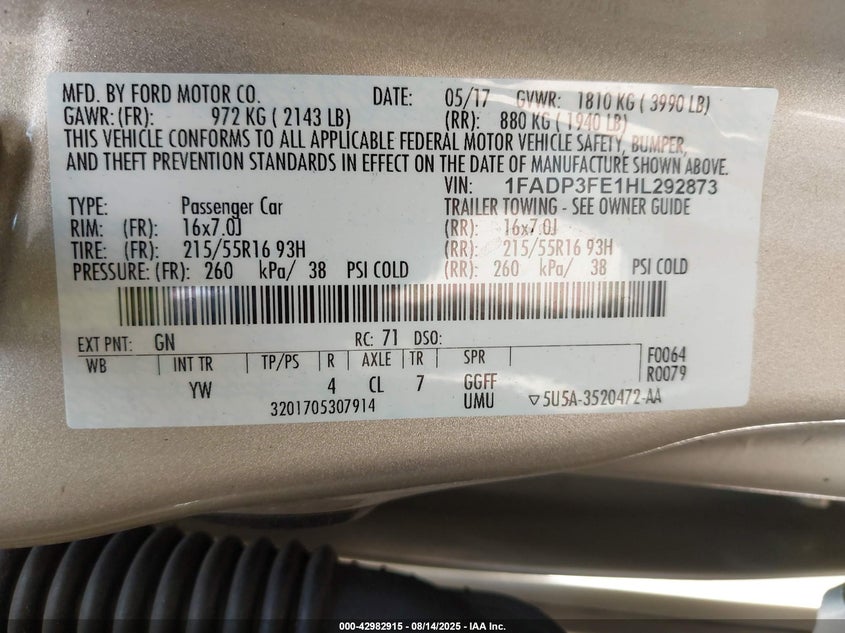 MFD. BY FORD MOTOR CO. DATE: 05/17 GVWR: 1810 KG ( 3990 LB)
GAWR: (FR): 972 KG ( 2143 LB) (RR): 880 KG ( 1940 LB)
THIS VEHICLE CONFORMS TO ALL APPLICABLE FEDERAL MOTOR VEHICLE SAFETY, BUMPER,
AND THEFT PREVENTION STANDARDS IN EFFECT ON THE DATE OF MANUFACTURE SHOWN ABOVE.
VIN: 1FADP3FE1HL292873
TYPE: Passenger Car TRAILER TOWING - SEE OWNER GUIDE
RIM: (FR): 16x7.0J (RR): 16x7.0J
TIRE: (FR): 215/55R16 93H (RR): 215/55R16 93H
PRESSURE: (FR): 260 kPa/ 38 PSI COLD (RR): 260 kPa/ 38 PSI COLD
EXT PNT: GN RC: 71 DSO:
WB INT TR TP/PS R AXLE TR SPR F0064
R0079
YW 4 CL 7 GGFF
3201705307914 UMU ▽5U5A-3520472-AA
000-42982915 - 08/14/2025 - IAA Inc.